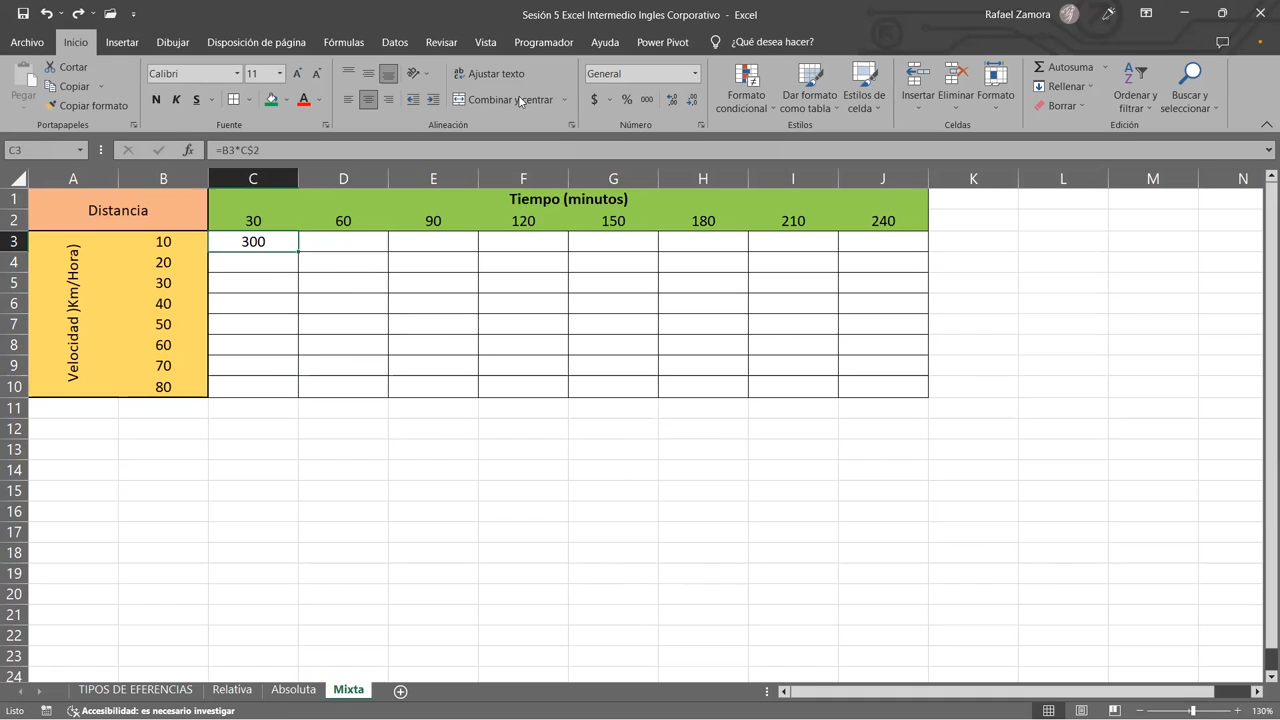 Sesión 5 Excel Intermedio Ingles Corporativo - Excel
Rafael Zamora
Archivo Inicio Insertar Dibujar Disposición de página Fórmulas Datos Revisar Vista Programador Ayuda Power Pivot ¿Qué desea hacer?
Pegar
Cortar
Copiar
Copiar formato
Portapapeles
Calibri 11
N K S
Fuente
Ajustar texto
Combinar y centrar
Alineación
General
$ % 000
Número
Formato condicional
Dar formato como tabla
Estilos de celda
Estilos
Insertar Eliminar Formato
Celdas
Autosuma
Rellenar
Borrar
Ordenar y filtrar
Buscar y seleccionar
Edición
C3 fx =B3*C$2
A B C D E F G H I J K L M N
1 Distancia Tiempo (minutos)
2 30 60 90 120 150 180 210 240
Velocidad )Km/Hora)
3 10 300
4 20
5 30
6 40
7 50
8 60
9 70
10 80
11
12
13
14
15
16
17
18
19
20
21
22
23
24
TIPOS DE EFERENCIAS Relativa Absoluta Mixta
Listo Accesibilidad: es necesario investigar 130%